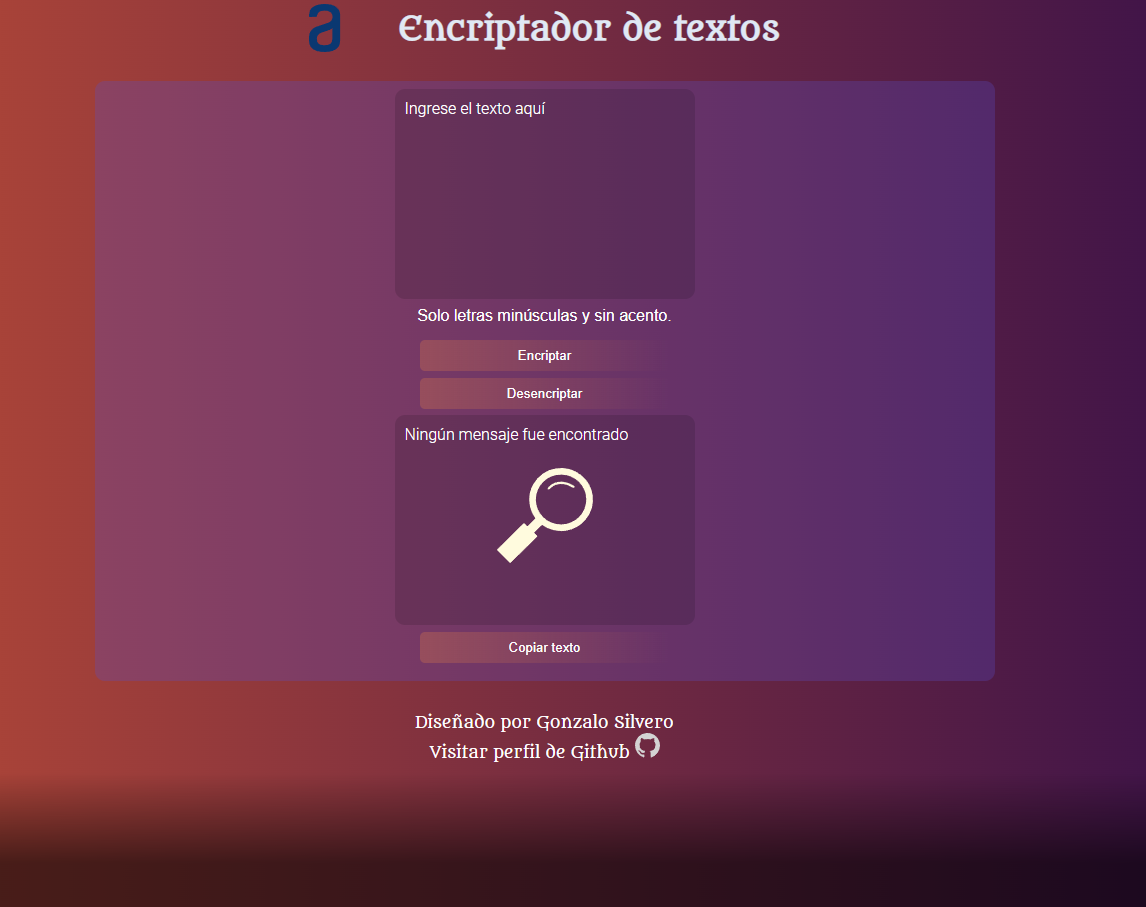 a Encriptador de textos
Ingrese el texto aquí
Solo letras minúsculas y sin acento.
Encriptar
Desencriptar
Ningún mensaje fue encontrado
Copiar texto
Diseñado por Gonzalo Silvero
Visitar perfil de Github